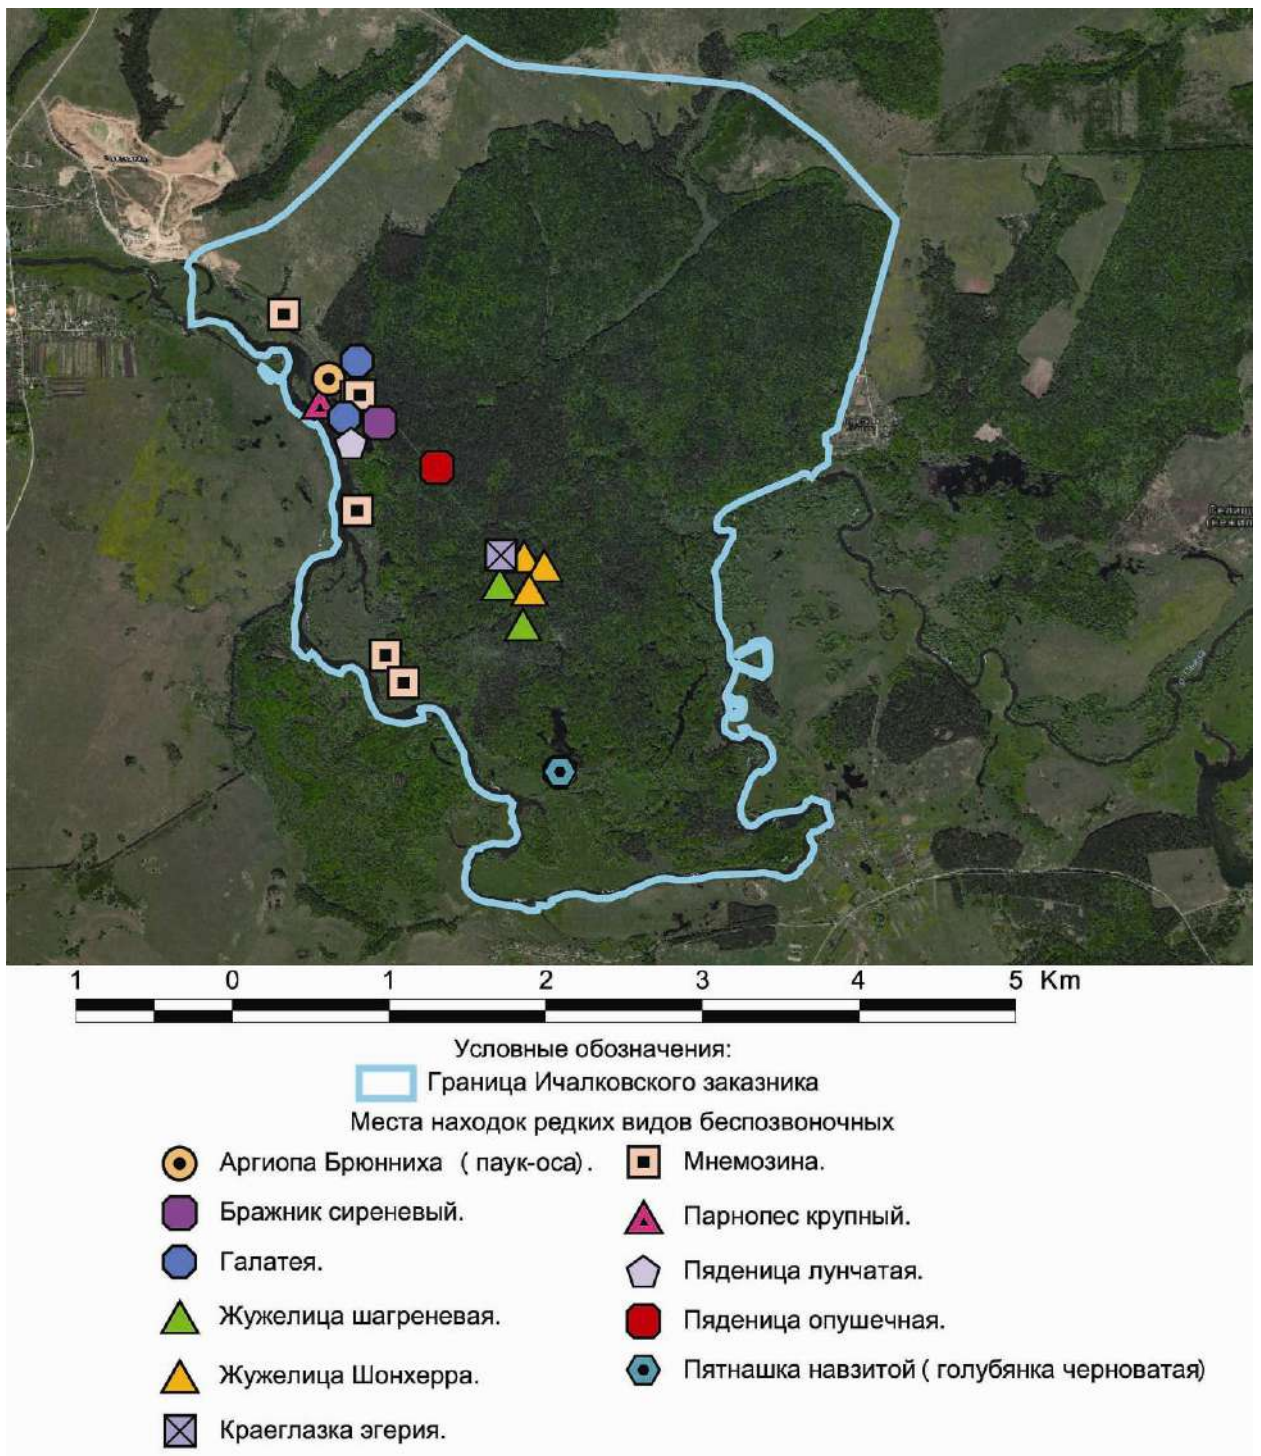 1 0 1 2 3 4 5 Km
Условные обозначения:
Граница Ичалковского заказника
Места находок редких видов беспозвоночных
Аргиопа Брюнниха ( паук-оса).
Бражник сиреневый.
Галатея.
Жужелица шагреневая.
Жужелица Шонхерра.
Краеглазка эгерия.
Мнемозина.
Парнопес крупный.
Пяденица лунчатая.
Пяденица опушечная.
Пятнашка навзитой ( голубянка черноватая)